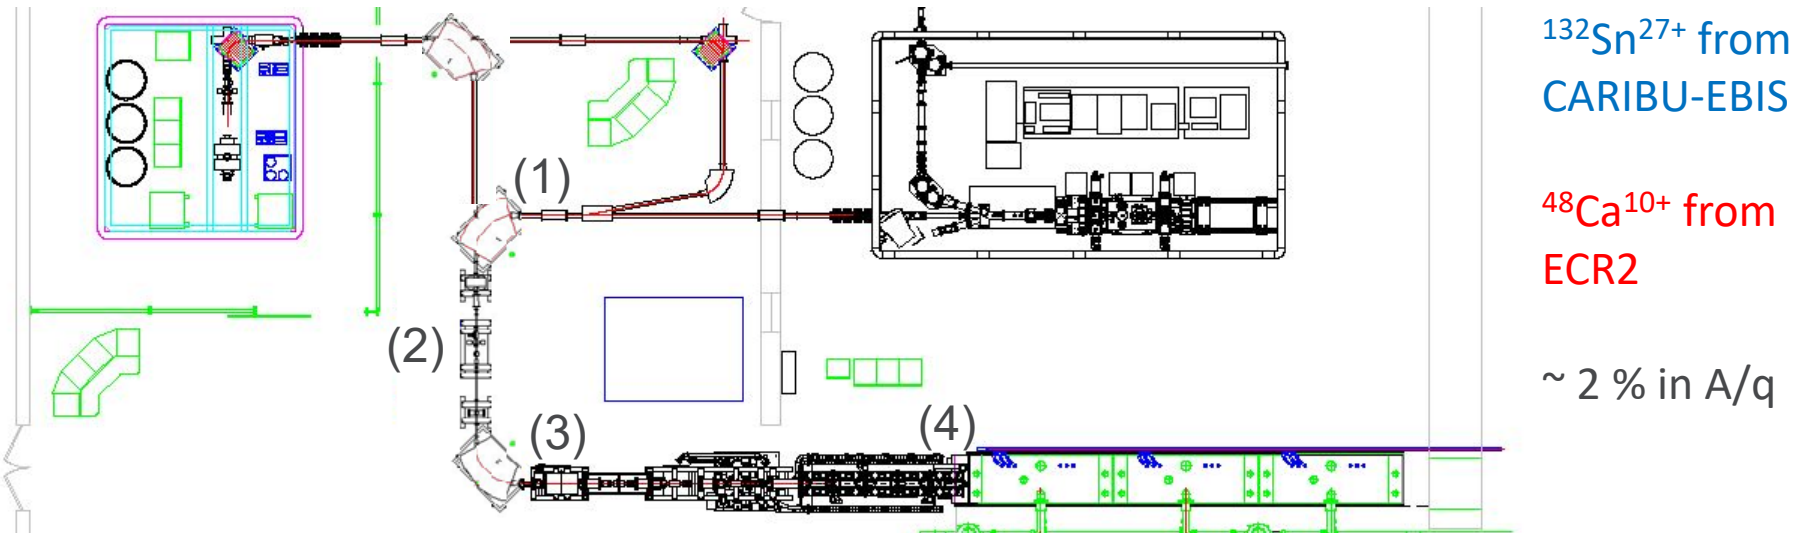 ¹³²Sn²⁷⁺ from
CARIBU-EBIS
⁴⁸Ca¹⁰⁺ from
ECR2
~ 2 % in A/q
(1)
(2)
(3)
(4)